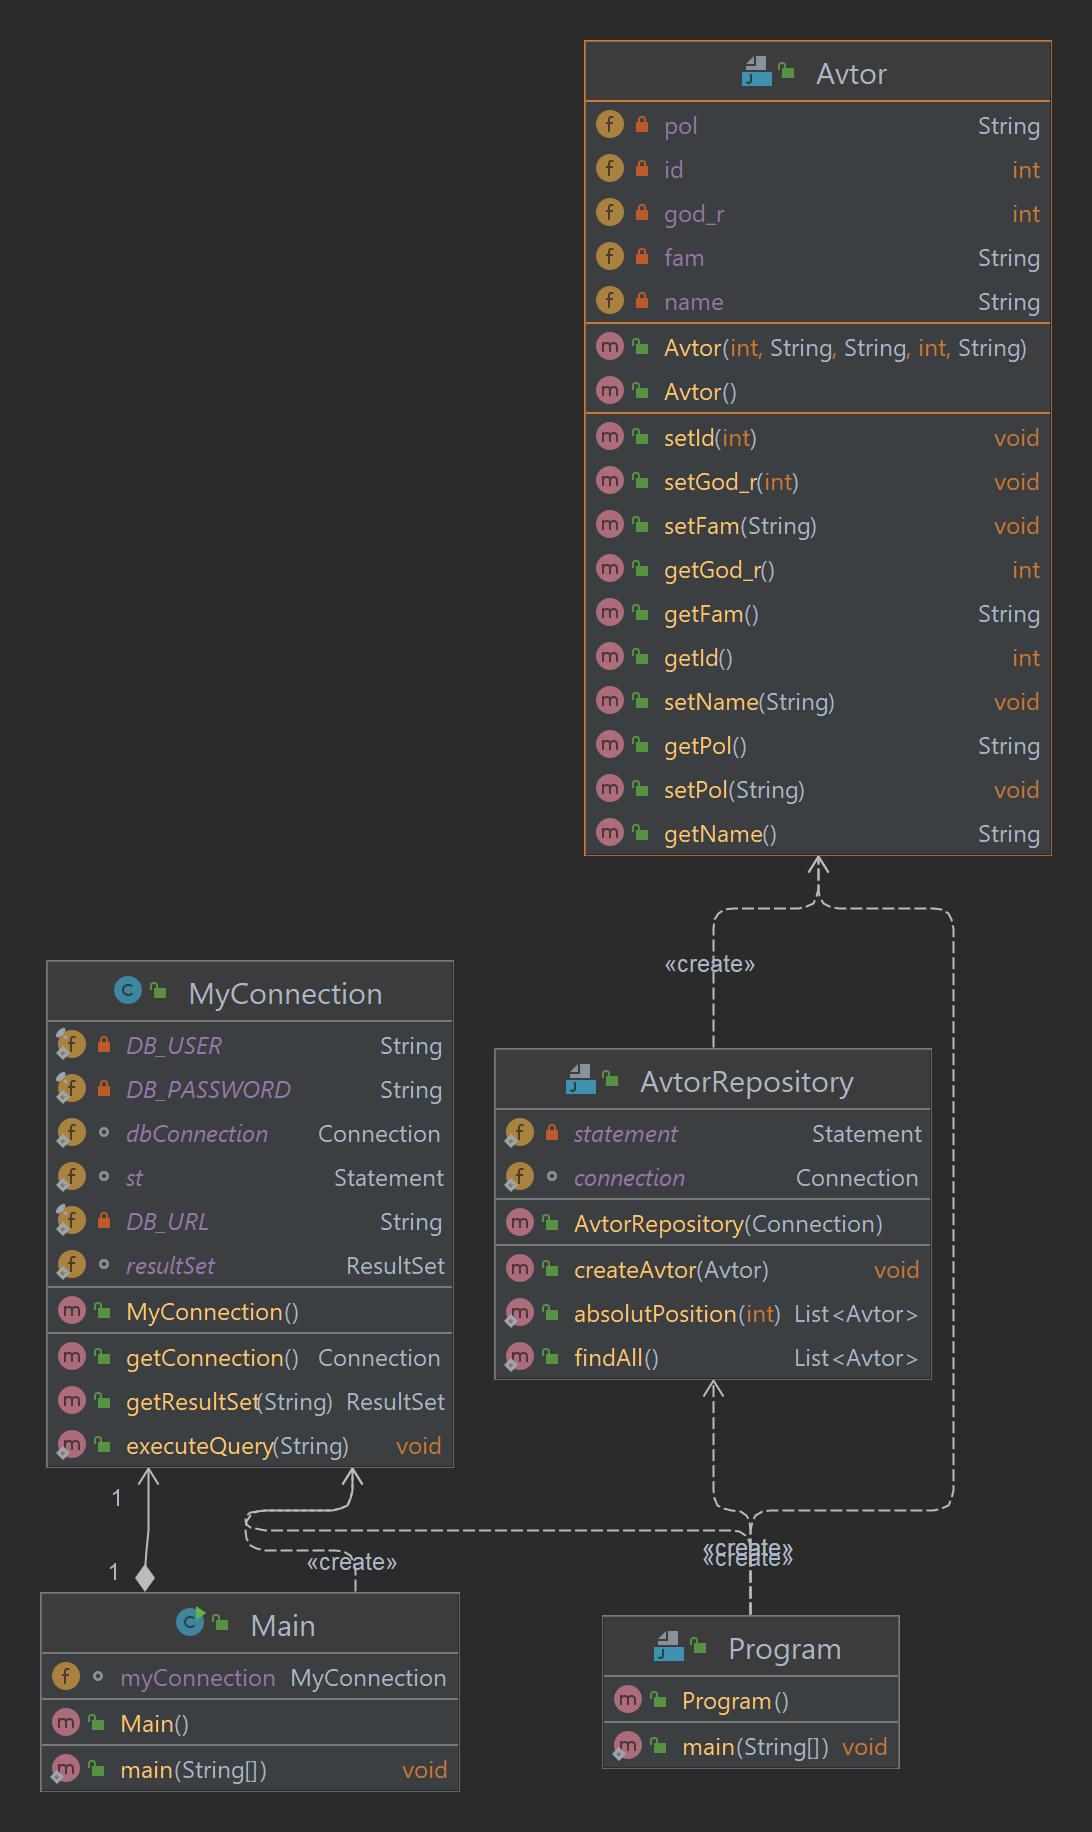 Avtor
pol String
id int
god_r int
fam String
name String
Avtor(int, String, String, int, String)
Avtor()
setId(int) void
setGod_r(int) void
setFam(String) void
getGod_r() int
getFam() String
getId() int
setName(String) void
getPol() String
setPol(String) void
getName() String
«create»
MyConnection
DB_USER String
DB_PASSWORD String
dbConnection Connection
st Statement
DB_URL String
resultSet ResultSet
MyConnection()
getConnection() Connection
getResultSet(String) ResultSet
executeQuery(String) void
AvtorRepository
statement Statement
connection Connection
AvtorRepository(Connection)
createAvtor(Avtor) void
absolutPosition(int) List<Avtor>
findAll() List<Avtor>
1
1
«create»
«create»
«create»
Main
myConnection MyConnection
Main()
main(String[]) void
Program
Program()
main(String[]) void